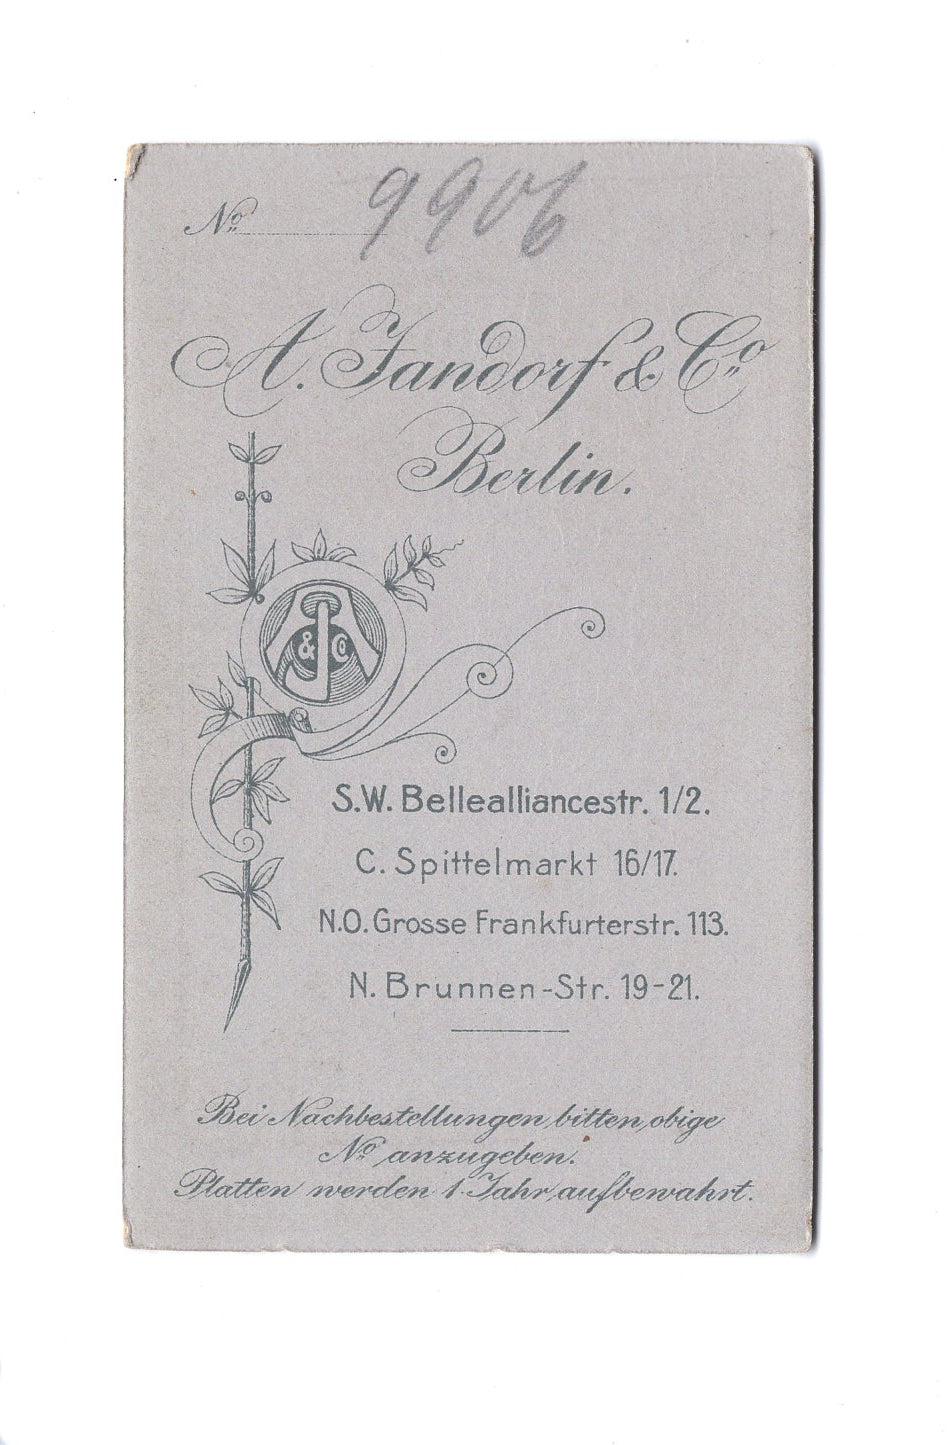 No 9906
A. Jandorf & Co
Berlin.
A J & Co
S.W. Bellealliancestr. 1/2.
C. Spittelmarkt 16/17.
N.O. Grosse Frankfurterstr. 113.
N. Brunnen-Str. 19-21.
Bei Nachbestellungen bitten obige
No anzugeben.
Platten werden 1 Jahr aufbewahrt.